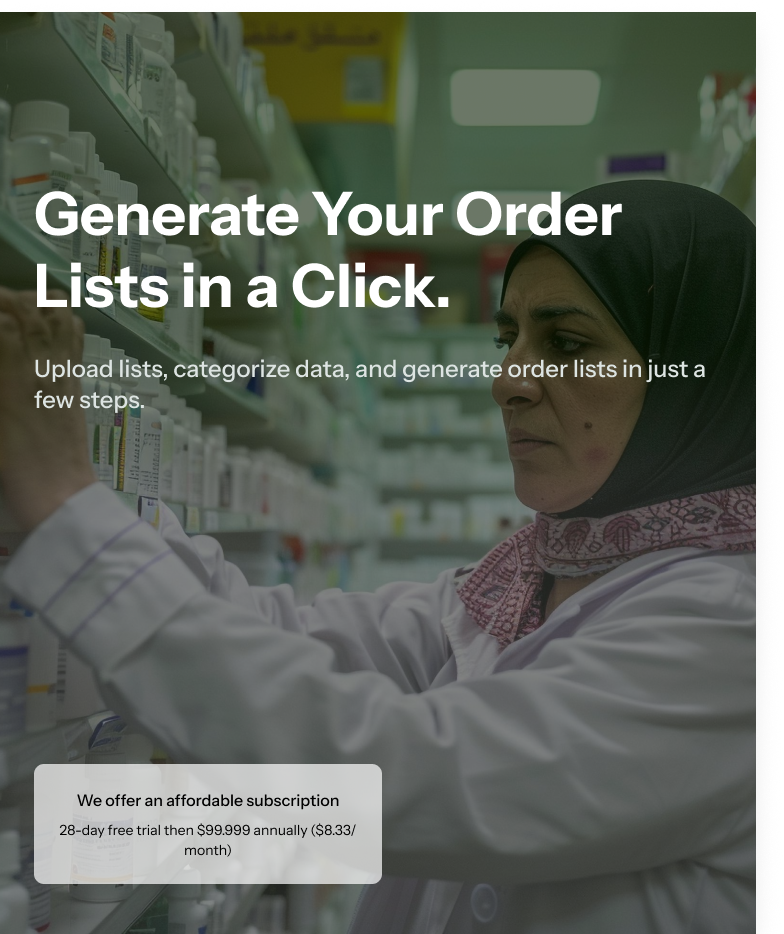 Generate Your Order
Lists in a Click.
Upload lists, categorize data, and generate order lists in just a
few steps.
We offer an affordable subscription
28-day free trial then $99.999 annually ($8.33/
month)